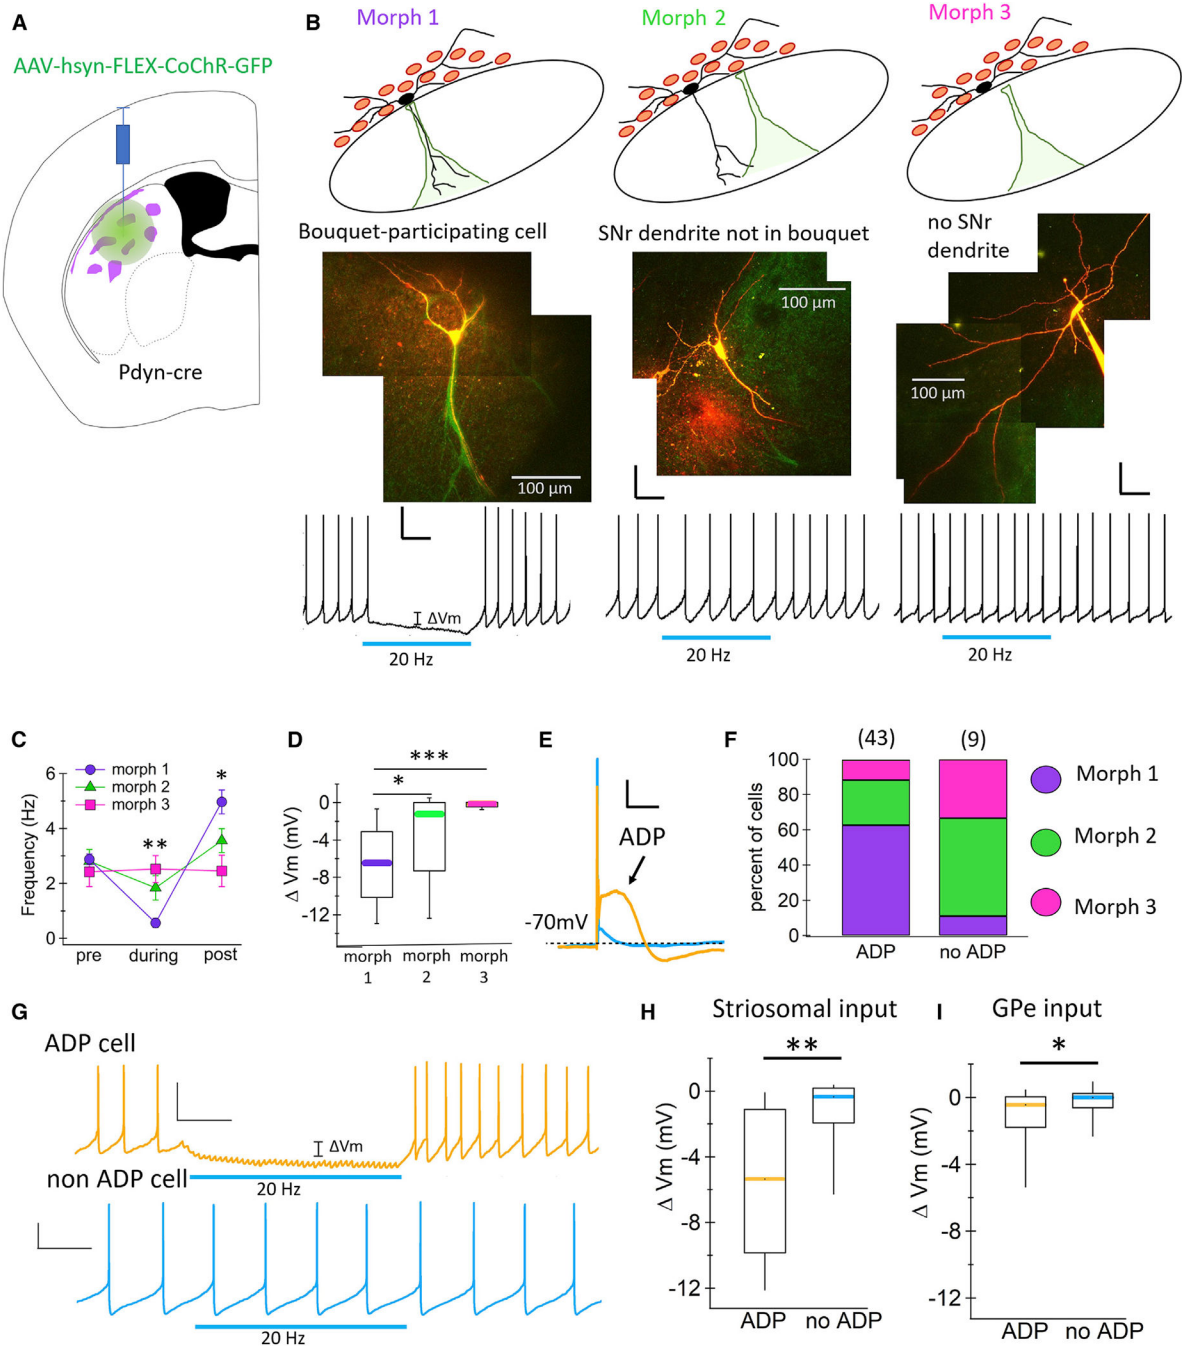 A
AAV-hsyn-FLEX-CoChR-GFP
Pdyn-cre
B
Morph 1
Morph 2
Morph 3
Bouquet-participating cell
SNr dendrite not in bouquet
no SNr
dendrite
100 µm
100 µm
100 µm
ΔVm
20 Hz
20 Hz
20 Hz
C
morph 1
morph 2
morph 3
*
**
Frequency (Hz)
6
4
2
0
pre
during
post
D
***
*
Δ Vm (mV)
0
-4
-8
-12
morph
1
morph
2
morph
3
E
ADP
-70mV
F
(43)
(9)
percent of cells
100
80
60
40
20
0
ADP
no ADP
Morph 1
Morph 2
Morph 3
G
ADP cell
ΔVm
20 Hz
non ADP cell
20 Hz
H
Striosomal input
**
Δ Vm (mV)
0
-4
-8
-12
ADP
no ADP
I
GPe input
*
Δ Vm (mV)
0
-4
-8
-12
ADP
no ADP